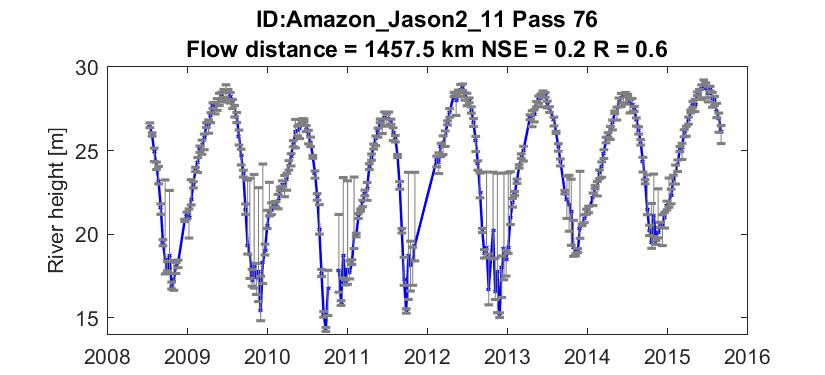 ID:Amazon_Jason2_11 Pass 76
Flow distance = 1457.5 km NSE = 0.2 R = 0.6
30
25
20
15
River height [m]
2008 2009 2010 2011 2012 2013 2014 2015 2016